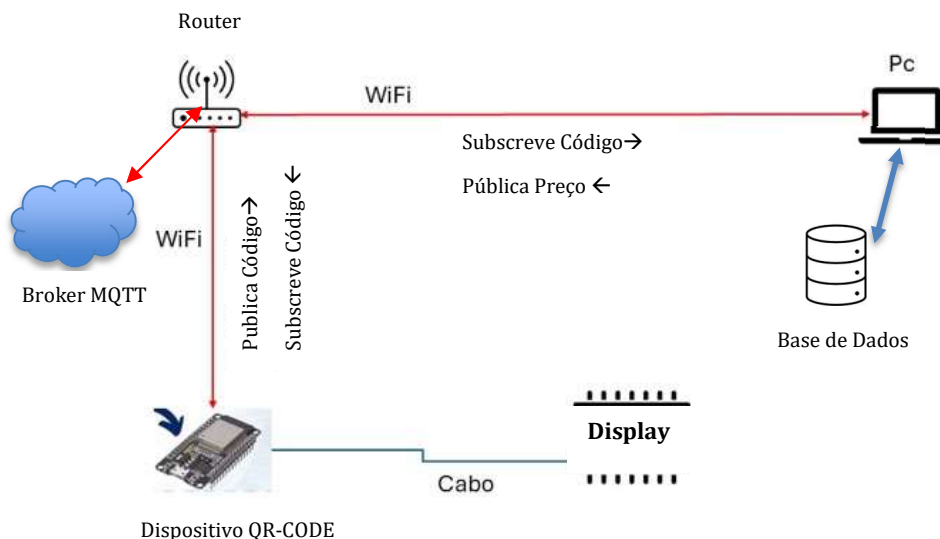 Router
Pc
WiFi
Subscreve Código→
Pública Preço ←
WiFi
Publica Código→
Subscreve Código ←
Broker MQTT
Base de Dados
Display
Cabo
Dispositivo QR-CODE